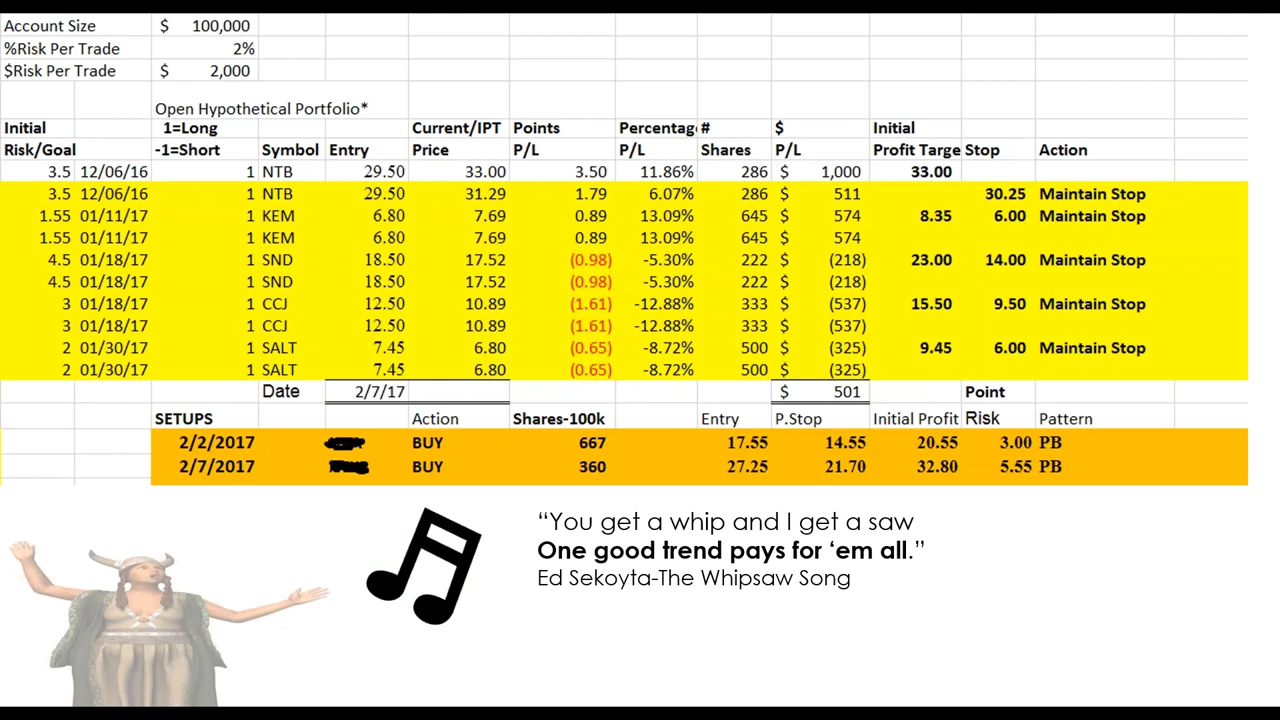 Account Size $ 100,000
%Risk Per Trade 2%
$Risk Per Trade $ 2,000
Open Hypothetical Portfolio*
Initial 1=Long Current/IPT Points Percentag # $ Initial
Risk/Goal -1=Short Symbol Entry Price P/L P/L Shares P/L Profit Targe Stop Action
3.5 12/06/16 1 NTB 29.50 33.00 3.50 11.86% 286 $ 1,000 33.00
3.5 12/06/16 1 NTB 29.50 31.29 1.79 6.07% 286 $ 511 30.25 Maintain Stop
1.55 01/11/17 1 KEM 6.80 7.69 0.89 13.09% 645 $ 574 8.35 6.00 Maintain Stop
1.55 01/11/17 1 KEM 6.80 7.69 0.89 13.09% 645 $ 574
4.5 01/18/17 1 SND 18.50 17.52 (0.98) -5.30% 222 $ (218) 23.00 14.00 Maintain Stop
4.5 01/18/17 1 SND 18.50 17.52 (0.98) -5.30% 222 $ (218)
3 01/18/17 1 CCJ 12.50 10.89 (1.61) -12.88% 333 $ (537) 15.50 9.50 Maintain Stop
3 01/18/17 1 CCJ 12.50 10.89 (1.61) -12.88% 333 $ (537)
2 01/30/17 1 SALT 7.45 6.80 (0.65) -8.72% 500 $ (325) 9.45 6.00 Maintain Stop
2 01/30/17 1 SALT 7.45 6.80 (0.65) -8.72% 500 $ (325)
Date 2/7/17 $ 501 Point
SETUPS Action Shares-100k Entry P.Stop Initial Profit Risk Pattern
2/2/2017 BUY 667 17.55 14.55 20.55 3.00 PB
2/7/2017 BUY 360 27.25 21.70 32.80 5.55 PB
“You get a whip and I get a saw
One good trend pays for ‘em all.”
Ed Sekoyta-The Whipsaw Song